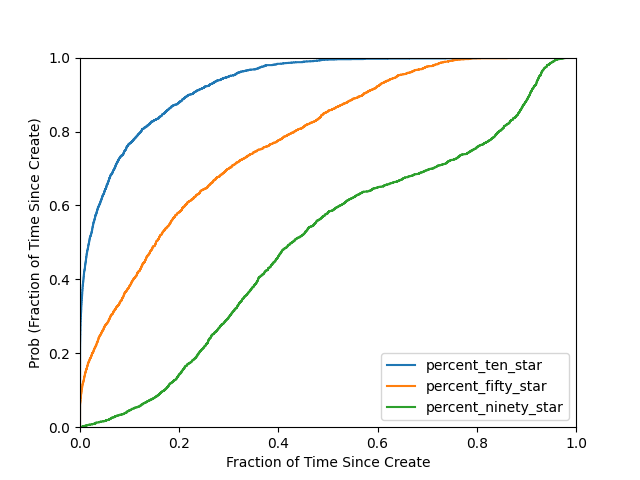 1.0
0.8
0.6
0.4
0.2
0.0
Prob (Fraction of Time Since Create)
percent_ten_star
percent_fifty_star
percent_ninety_star
0.0 0.2 0.4 0.6 0.8 1.0
Fraction of Time Since Create